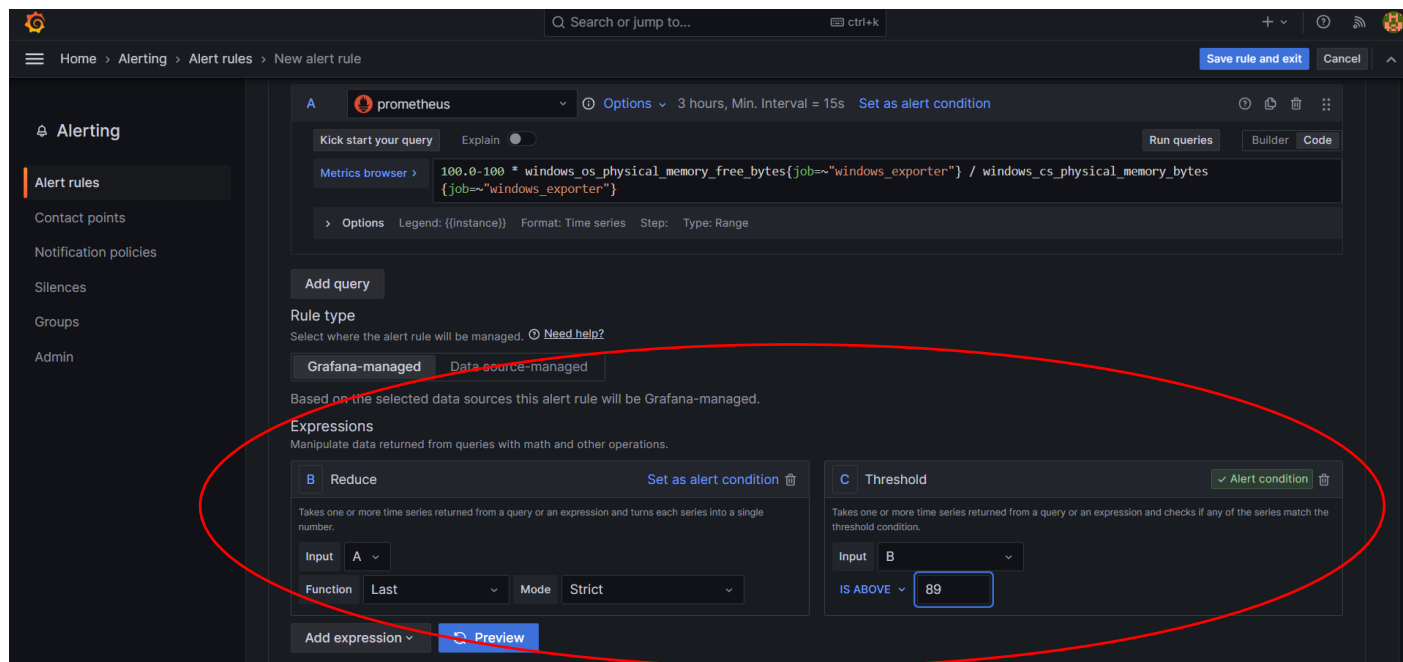 Search or jump to... ctrl+k
Home › Alerting › Alert rules › New alert rule Save rule and exit Cancel
Alerting
Alert rules
Contact points
Notification policies
Silences
Groups
Admin
A prometheus Options 3 hours, Min. Interval = 15s Set as alert condition
Kick start your query Explain Run queries Builder Code
Metrics browser > 100.0-100 * windows_os_physical_memory_free_bytes{job=~"windows_exporter"} / windows_cs_physical_memory_bytes
{job=~"windows_exporter"}
> Options Legend: {{instance}} Format: Time series Step: Type: Range
Add query
Rule type
Select where the alert rule will be managed. Need help?
Grafana-managed Data source-managed
Based on the selected data sources this alert rule will be Grafana-managed.
Expressions
Manipulate data returned from queries with math and other operations.
B Reduce Set as alert condition
Takes one or more time series returned from a query or an expression and turns each series into a single
number.
Input A
Function Last Mode Strict
C Threshold Alert condition
Takes one or more time series returned from a query or an expression and checks if any of the series match the
threshold condition.
Input B
IS ABOVE 89
Add expression Preview